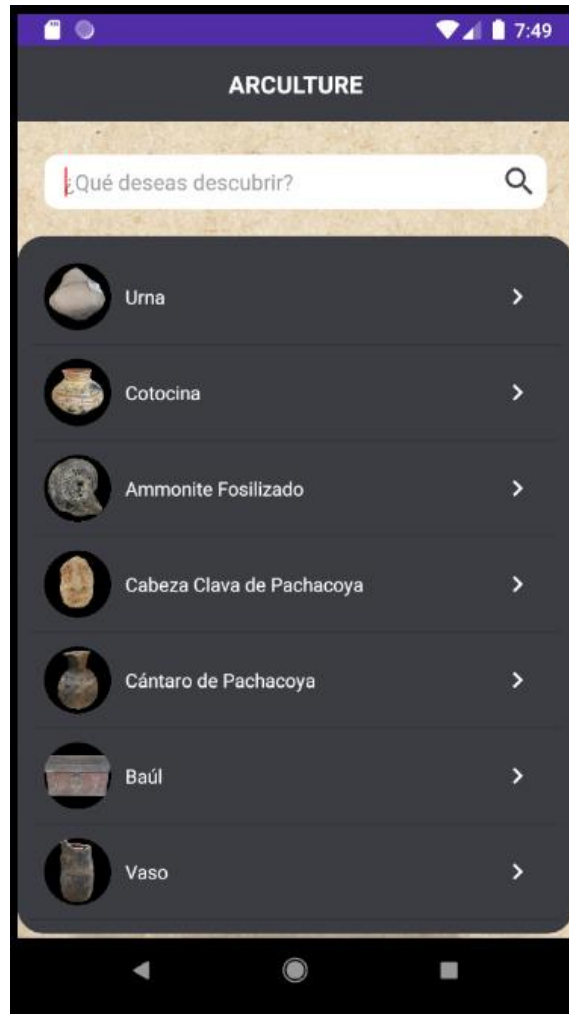 7:49
ARCULTURE
¿Qué deseas descubrir?
Urna
Cotocina
Ammonite Fosilizado
Cabeza Clava de Pachacoya
Cántaro de Pachacoya
Baúl
Vaso